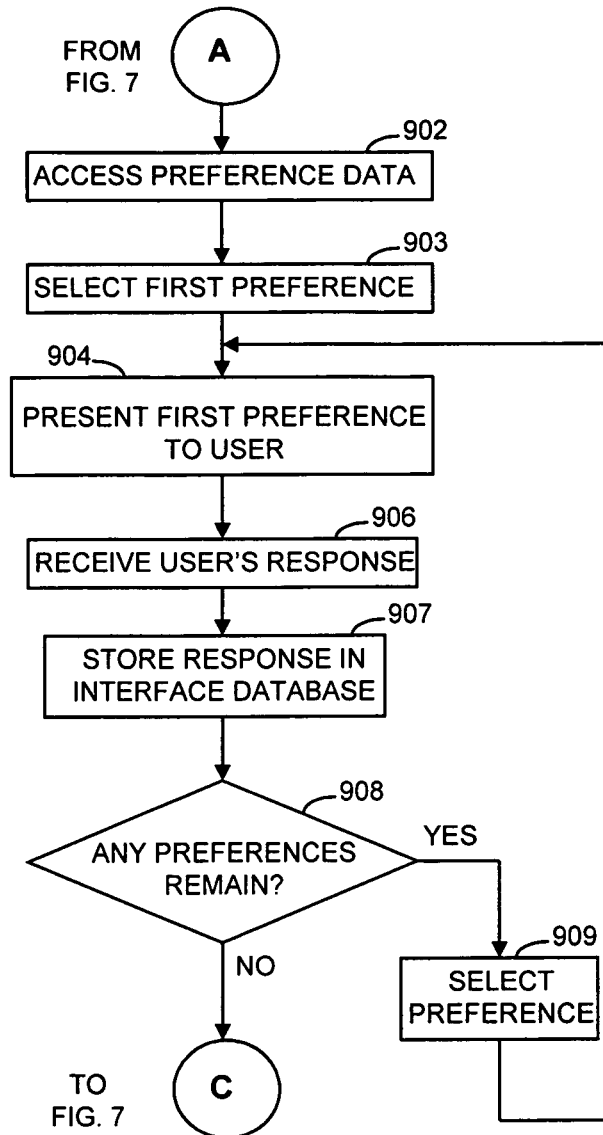 FROM
FIG. 7
A
902
ACCESS PREFERENCE DATA
903
SELECT FIRST PREFERENCE
904
PRESENT FIRST PREFERENCE
TO USER
906
RECEIVE USER'S RESPONSE
907
STORE RESPONSE IN
INTERFACE DATABASE
908
ANY PREFERENCES
REMAIN?
YES
909
SELECT
PREFERENCE
NO
TO
FIG. 7
C